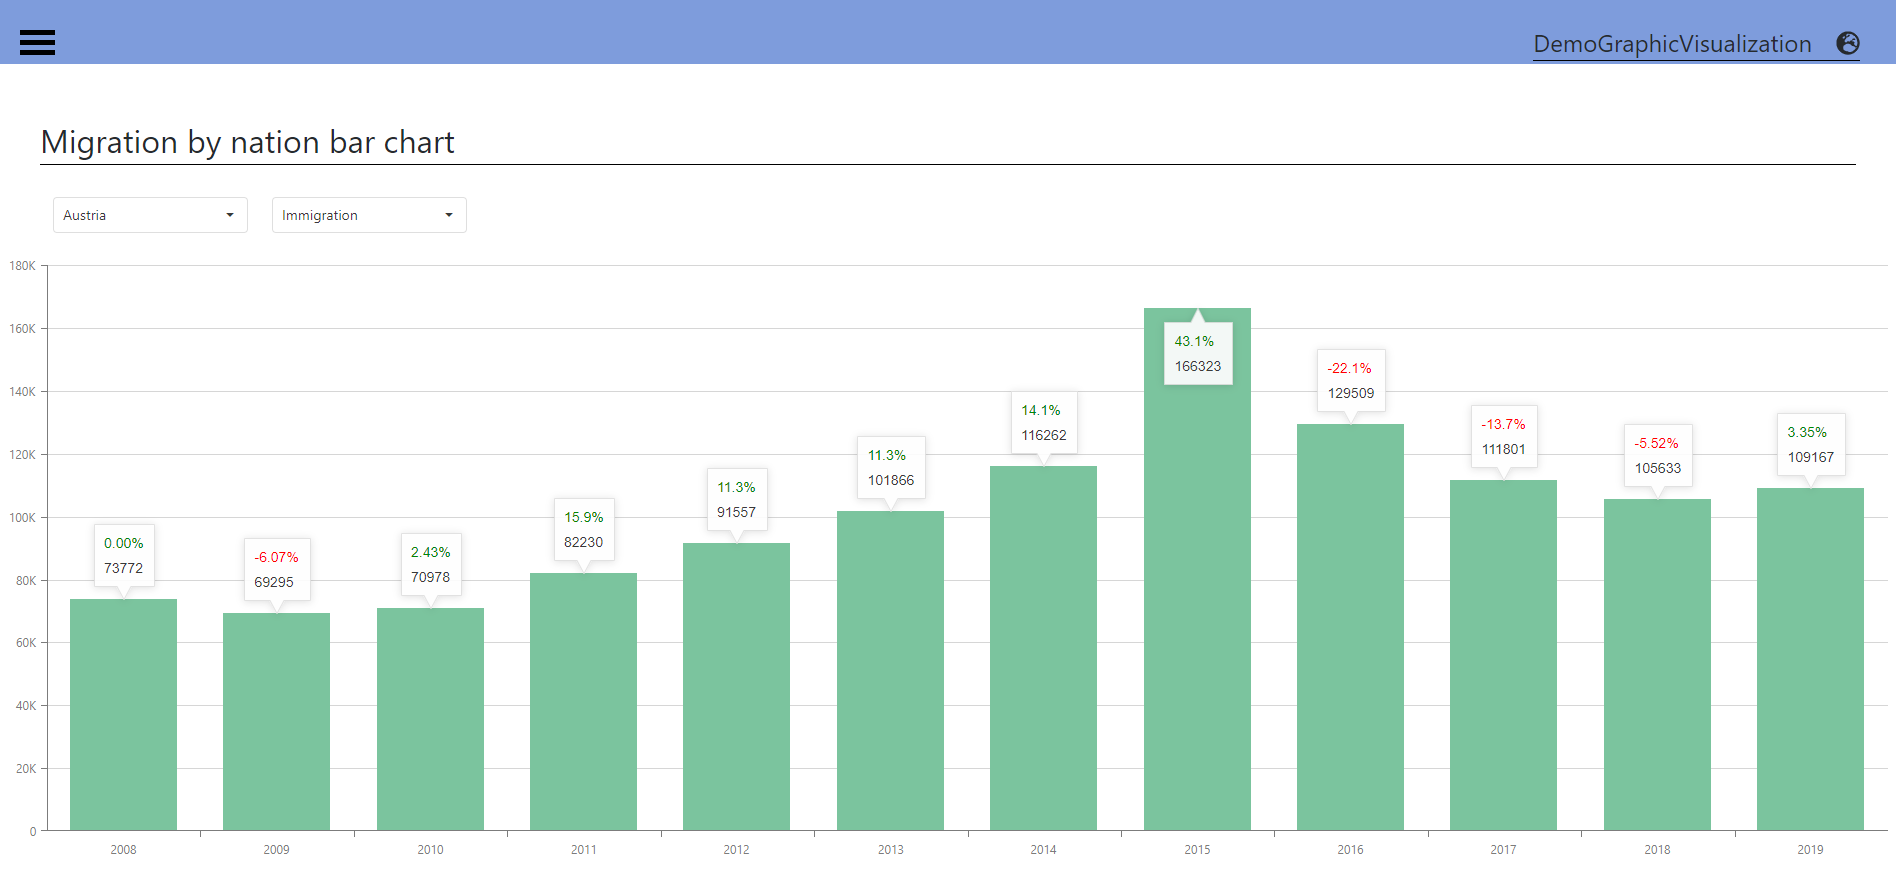 DemoGraphicVisualization
Migration by nation bar chart
Austria
Immigration
180K
160K
140K
120K
100K
80K
60K
40K
20K
0
0.00%
73772
-6.07%
69295
2.43%
70978
15.9%
82230
11.3%
91557
11.3%
101866
14.1%
116262
43.1%
166323
-22.1%
129509
-13.7%
111801
-5.52%
105633
3.35%
109167
2008
2009
2010
2011
2012
2013
2014
2015
2016
2017
2018
2019